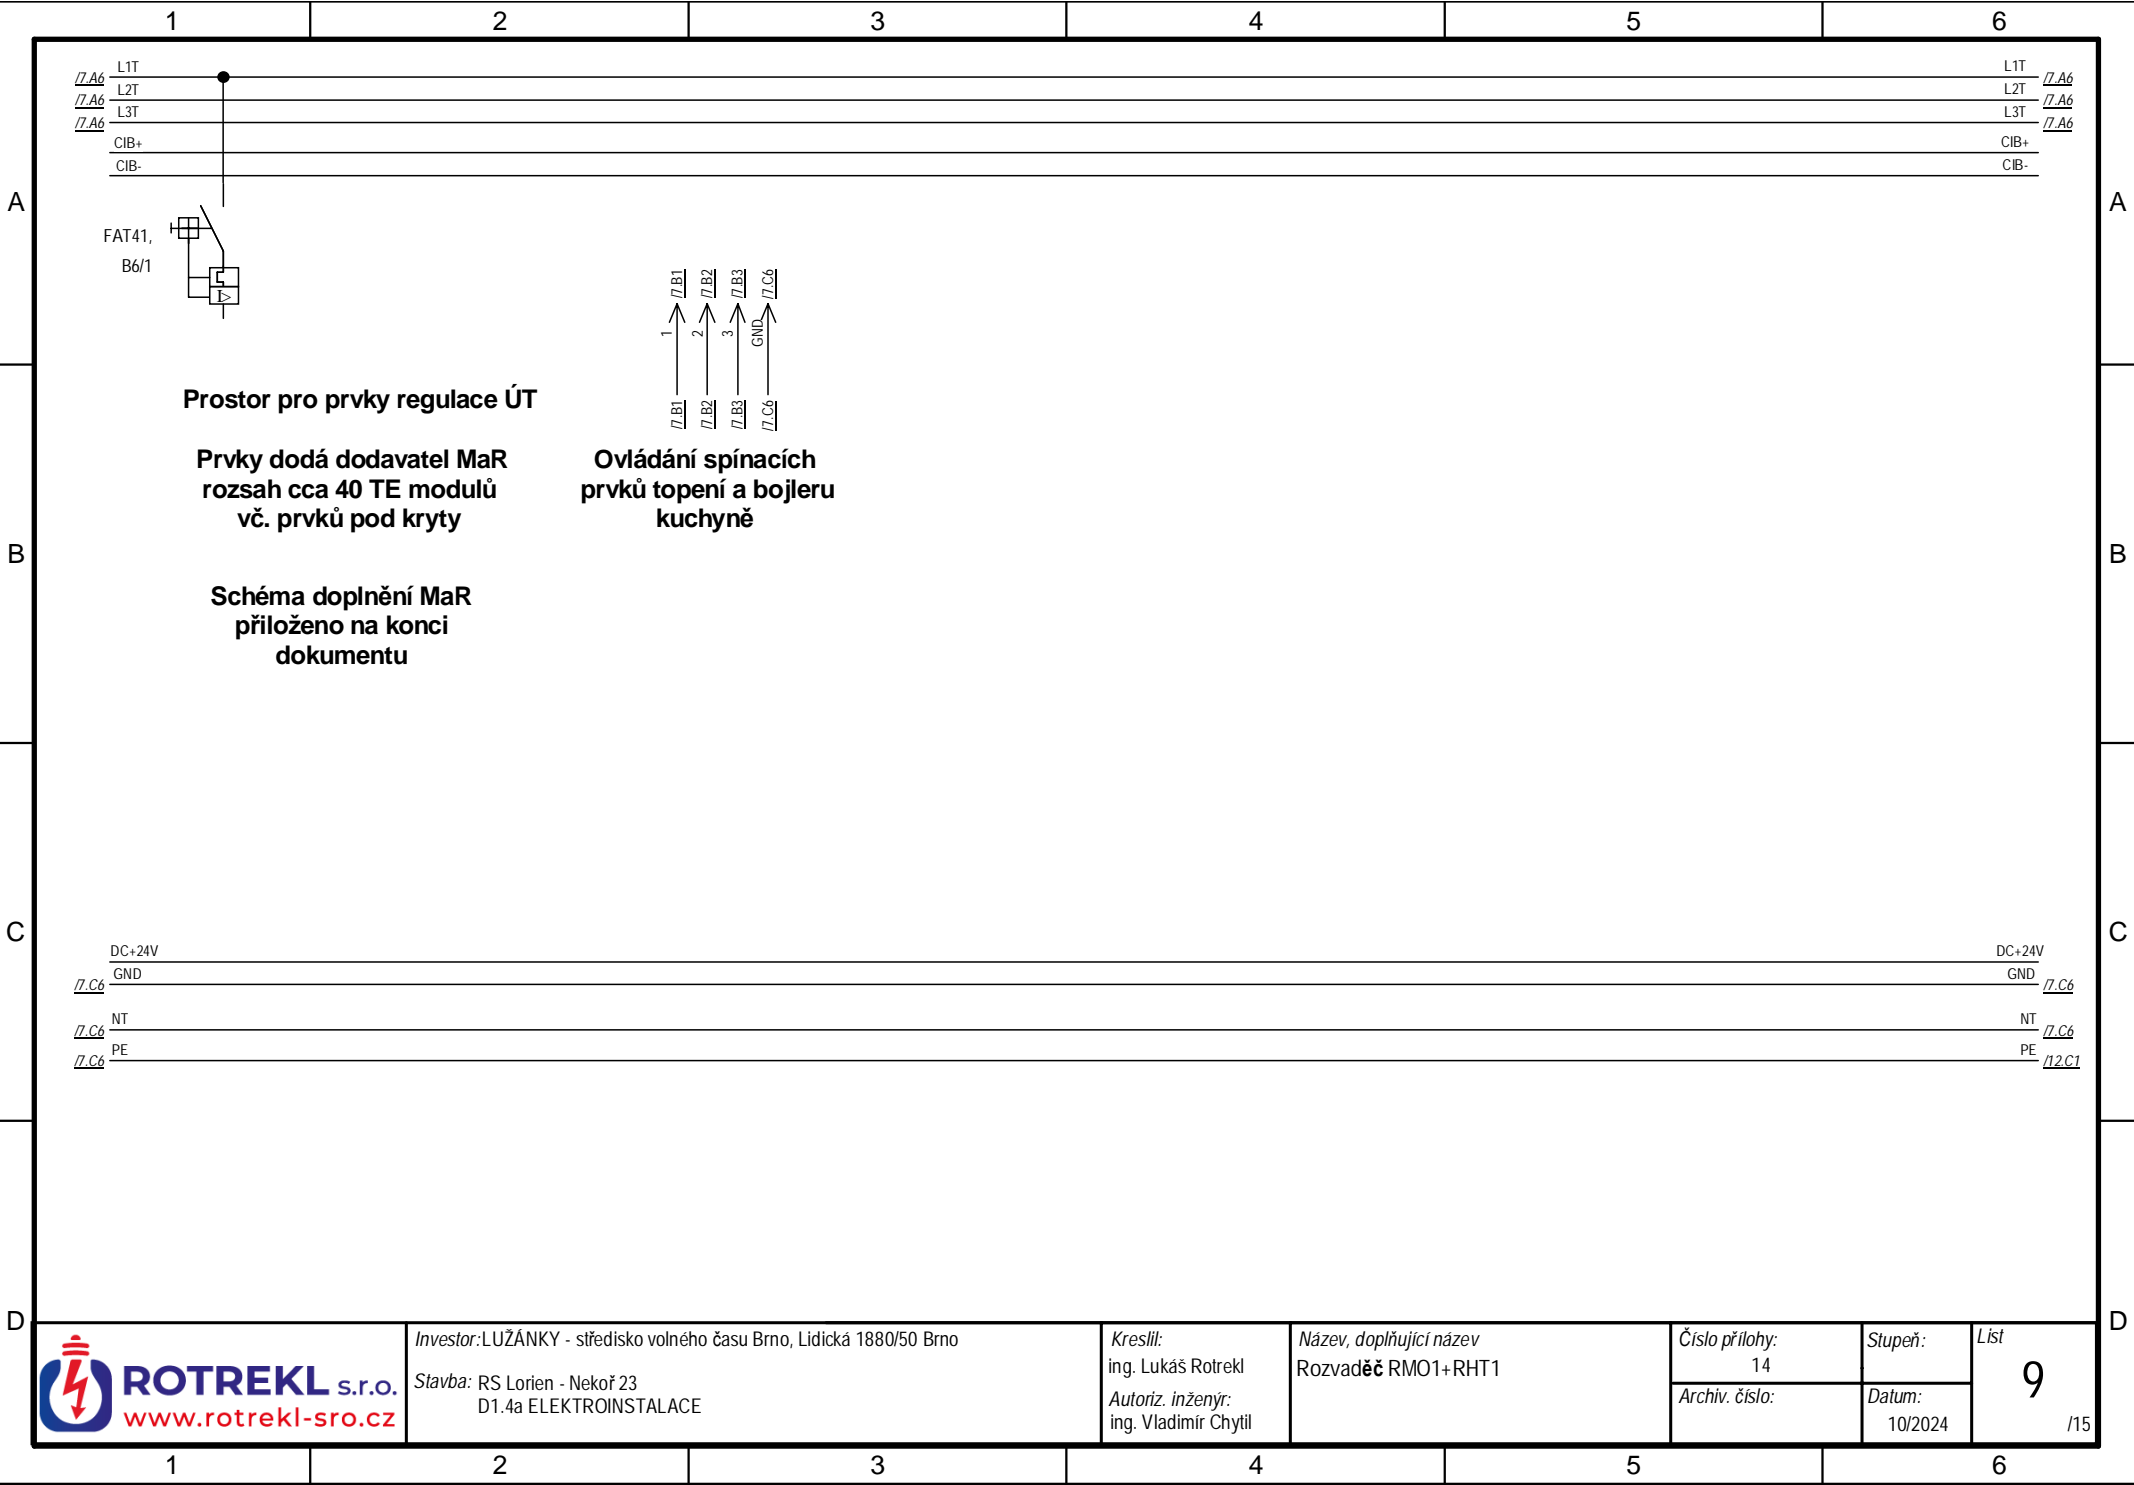 1 2 3 4 5 6
/7.A6 L1T L1T /7.A6
/7.A6 L2T L2T /7.A6
/7.A6 L3T L3T /7.A6
CIB+ CIB+
CIB- CIB-
A A
FAT41,
B6/1
/7.B1 /7.B2 /7.B3 /7.C6
1 2 3 GND
/7.B1 /7.B2 /7.B3 /7.C6
Prostor pro prvky regulace ÚT
Prvky dodá dodavatel MaR
rozsah cca 40 TE modulů
vč. prvků pod kryty
Ovládání spínacích
prvků topení a bojleru
kuchyně
B B
Schéma doplnění MaR
přiloženo na konci
dokumentu
C C
DC+24V DC+24V
/7.C6 GND GND /7.C6
/7.C6 NT NT /7.C6
/7.C6 PE PE /12.C1
D D
ROTREKL s.r.o.
www.rotrekl-sro.cz
Investor: LUŽÁNKY - středisko volného času Brno, Lidická 1880/50 Brno
Stavba: RS Lorien - Nekoř 23
D1.4a ELEKTROINSTALACE
Kreslil:
ing. Lukáš Rotrekl
Autoriz. inženýr:
ing. Vladimír Chytil
Název, doplňující název
Rozvaděč RMO1+RHT1
Číslo přílohy:
14
Archiv. číslo:
Stupeň:
Datum:
10/2024
List
9
/15
1 2 3 4 5 6